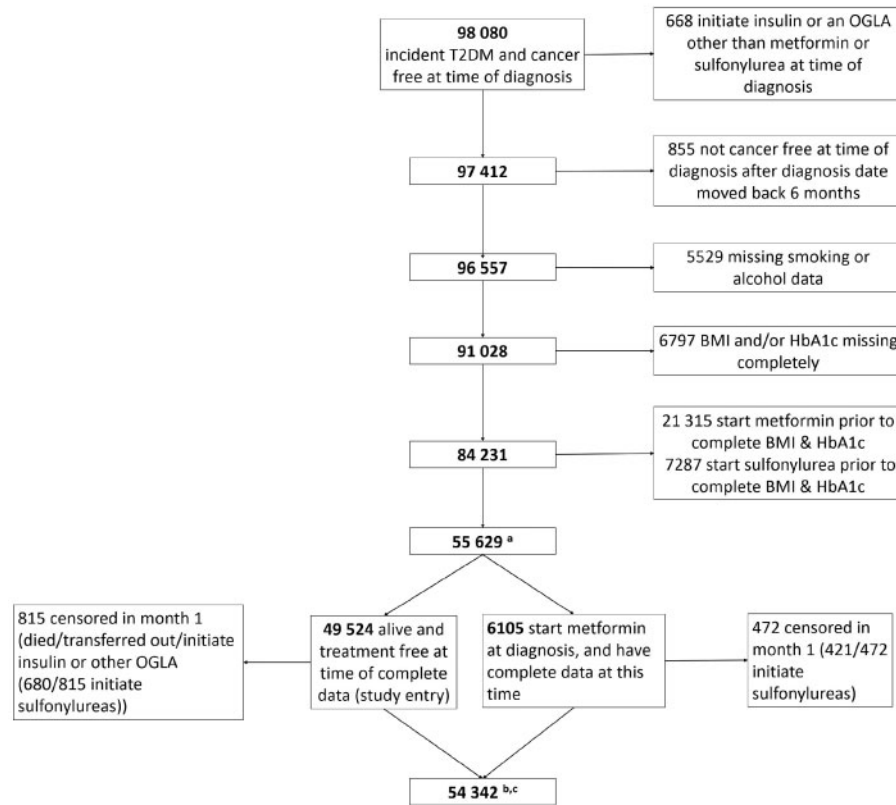 98 080
incident T2DM and cancer
free at time of diagnosis
668 initiate insulin or an OGLA
other than metformin or
sulfonylurea at time of
diagnosis
97 412
855 not cancer free at time of
diagnosis after diagnosis date
moved back 6 months
96 557
5529 missing smoking or
alcohol data
91 028
6797 BMI and/or HbA1c missing
completely
84 231
21 315 start metformin prior to
complete BMI & HbA1c
7287 start sulfonylurea prior to
complete BMI & HbA1c
55 629 a
815 censored in month 1
(died/transferred out/initiate
insulin or other OGLA
(680/815 initiate
sulfonylureas))
49 524 alive and
treatment free at
time of complete
data (study entry)
6105 start metformin
at diagnosis, and have
complete data at this
time
472 censored in
month 1 (421/472
initiate
sulfonylureas)
54 342 b,c